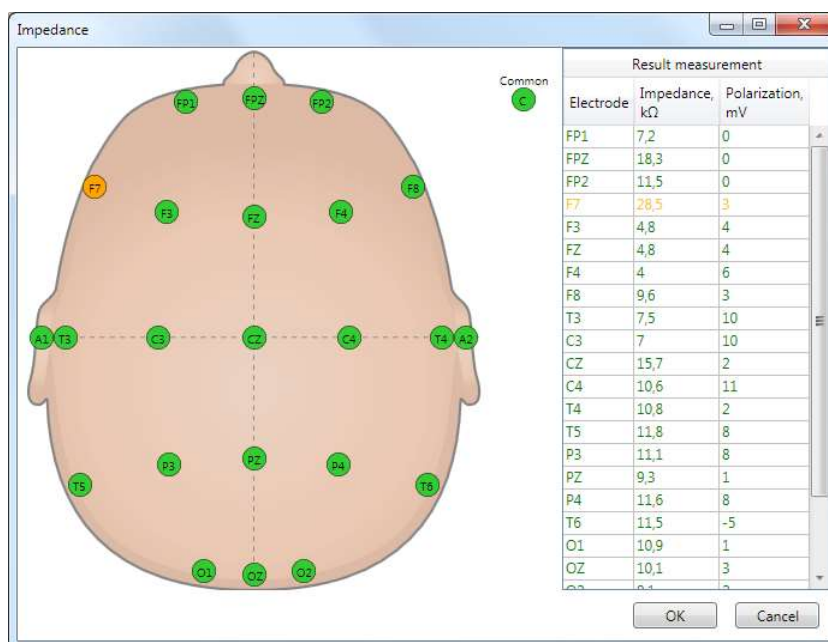 Impedance
Common
C
FP1 FPZ FP2
F7 F8
F3 FZ F4
A1 T3 C3 CZ C4 T4 A2
P3 PZ P4
T5 T6
O1 OZ O2
Result measurement
Electrode Impedance, kΩ Polarization, mV
FP1 7,2 0
FPZ 18,3 0
FP2 11,5 0
F7 28,5 3
F3 4,8 4
FZ 4,8 4
F4 4 6
F8 9,6 3
T3 7,5 10
C3 7 10
CZ 15,7 2
C4 10,6 11
T4 10,8 2
T5 11,8 8
P3 11,1 8
PZ 9,3 1
P4 11,6 8
T6 11,5 -5
O1 10,9 1
OZ 10,1 3
OK Cancel